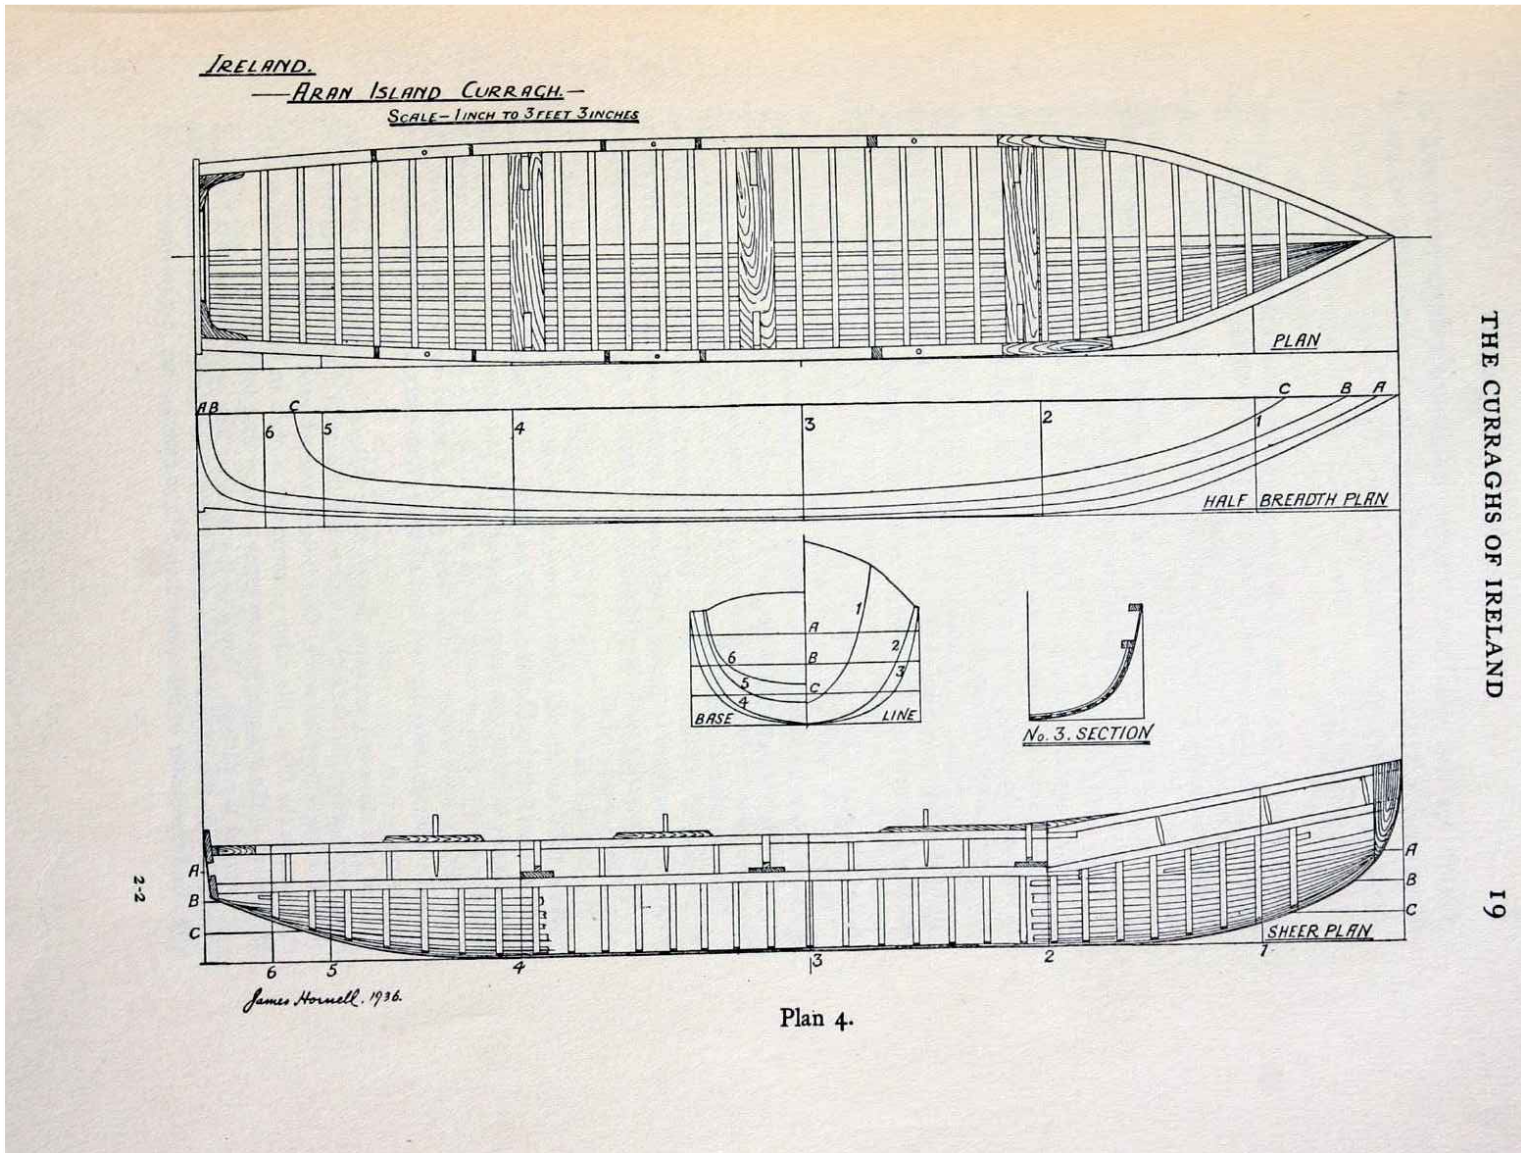 IRELAND.
—ARAN ISLAND CURRAGH.—
SCALE—1 INCH TO 3 FEET 3 INCHES
PLAN
A B C C B A
6 5 4 3 2 1
HALF BREADTH PLAN
1
A
6 B 2
5 C 3
4
BASE LINE
No. 3. SECTION
A A
B B
C C
SHEER PLAN
6 5 4 3 2 1
James Hornell. 1936.
Plan 4.
THE CURRAGHS OF IRELAND 19
2-2